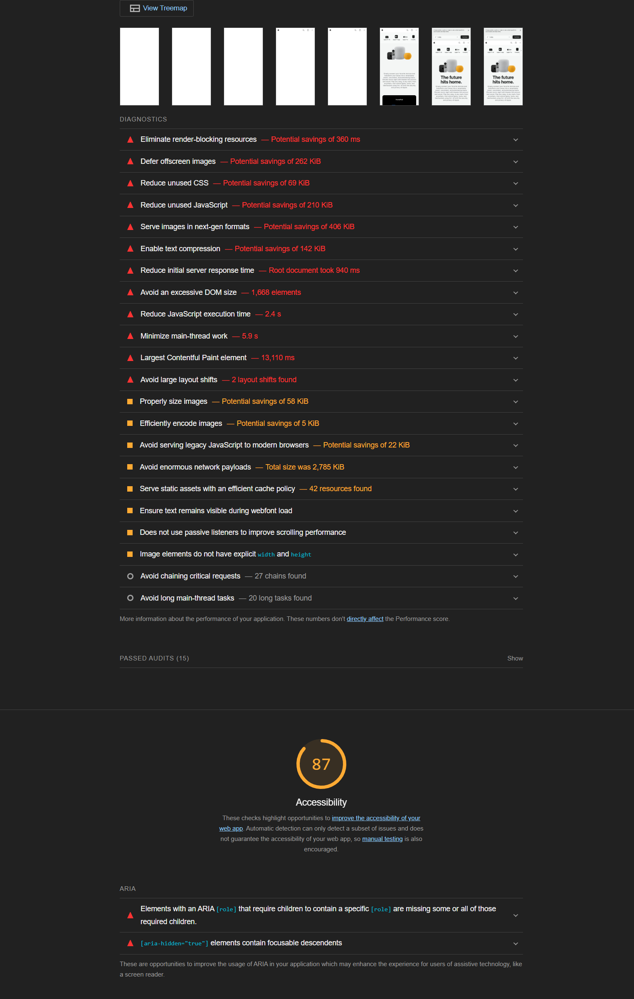 View Treemap
The future
hits home.
The future
hits home.
DIAGNOSTICS
Eliminate render-blocking resources — Potential savings of 360 ms
Defer offscreen images — Potential savings of 262 KiB
Reduce unused CSS — Potential savings of 69 KiB
Reduce unused JavaScript — Potential savings of 210 KiB
Serve images in next-gen formats — Potential savings of 406 KiB
Enable text compression — Potential savings of 142 KiB
Reduce initial server response time — Root document took 940 ms
Avoid an excessive DOM size — 1,668 elements
Reduce JavaScript execution time — 2.4 s
Minimize main-thread work — 5.9 s
Largest Contentful Paint element — 13,110 ms
Avoid large layout shifts — 2 layout shifts found
Properly size images — Potential savings of 58 KiB
Efficiently encode images — Potential savings of 5 KiB
Avoid serving legacy JavaScript to modern browsers — Potential savings of 22 KiB
Avoid enormous network payloads — Total size was 2,785 KiB
Serve static assets with an efficient cache policy — 42 resources found
Ensure text remains visible during webfont load
Does not use passive listeners to improve scrolling performance
Image elements do not have explicit width and height
Avoid chaining critical requests — 27 chains found
Avoid long main-thread tasks — 20 long tasks found
More information about the performance of your application. These numbers don't directly affect the Performance score.
PASSED AUDITS (15)
Show
87
Accessibility
These checks highlight opportunities to improve the accessibility of your
web app. Automatic detection can only detect a subset of issues and does
not guarantee the accessibility of your web app, so manual testing is also
encouraged.
ARIA
Elements with an ARIA [role] that require children to contain a specific [role] are missing some or all of those
required children.
[aria-hidden="true"] elements contain focusable descendents
These are opportunities to improve the usage of ARIA in your application which may enhance the experience for users of assistive technology, like
a screen reader.